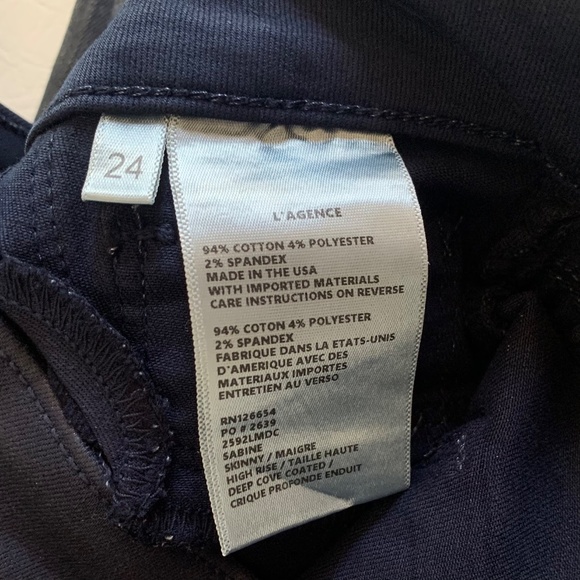 24
L'AGENCE
94% COTTON 4% POLYESTER
2% SPANDEX
MADE IN THE USA
WITH IMPORTED MATERIALS
CARE INSTRUCTIONS ON REVERSE
94% COTON 4% POLYESTER
2% SPANDEX
FABRIQUE DANS LA ETATS-UNIS
D'AMERIQUE AVEC DES
MATERIAUX IMPORTES
ENTRETIEN AU VERSO
RN126654
PO # 2639
2592LMDC
SABINE
SKINNY / MAIGRE
HIGH RISE / TAILLE HAUTE
DEEP COVE COATED /
CRIQUE PROFONDE ENDUIT